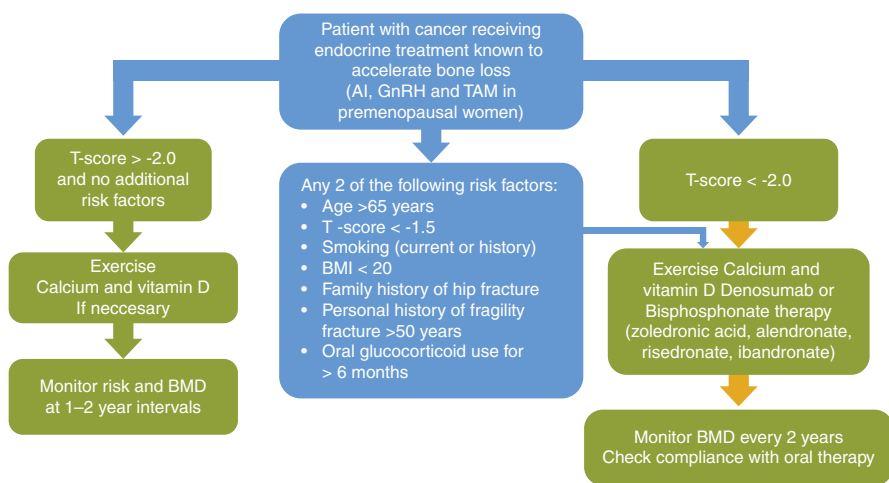 Patient with cancer receiving
endocrine treatment known to
accelerate bone loss
(AI, GnRH and TAM in
premenopausal women)
T-score > -2.0
and no additional
risk factors
Exercise
Calcium and vitamin D
If neccesary
Monitor risk and BMD
at 1–2 year intervals
Any 2 of the following risk factors:
• Age >65 years
• T -score < -1.5
• Smoking (current or history)
• BMI < 20
• Family history of hip fracture
• Personal history of fragility
fracture >50 years
• Oral glucocorticoid use for
> 6 months
T-score < -2.0
Exercise Calcium and
vitamin D Denosumab or
Bisphosphonate therapy
(zoledronic acid, alendronate,
risedronate, ibandronate)
Monitor BMD every 2 years
Check compliance with oral therapy